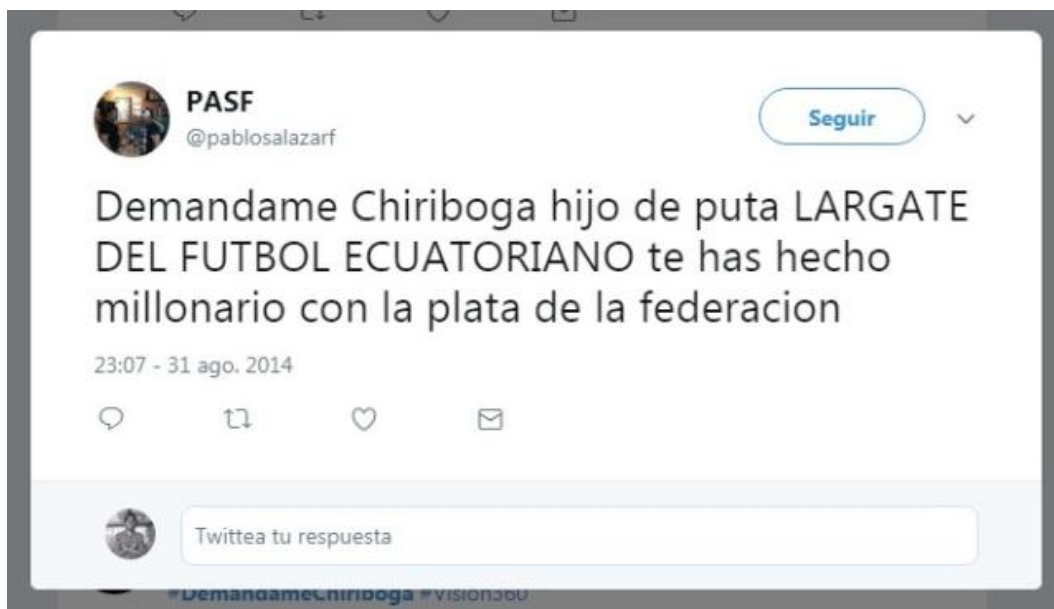 PASF
@pablosalazarf
Seguir
Demandame Chiriboga hijo de puta LARGATE
DEL FUTBOL ECUATORIANO te has hecho
millonario con la plata de la federacion
23:07 - 31 ago. 2014
Twittea tu respuesta
#DemandameChiriboga #Vision360